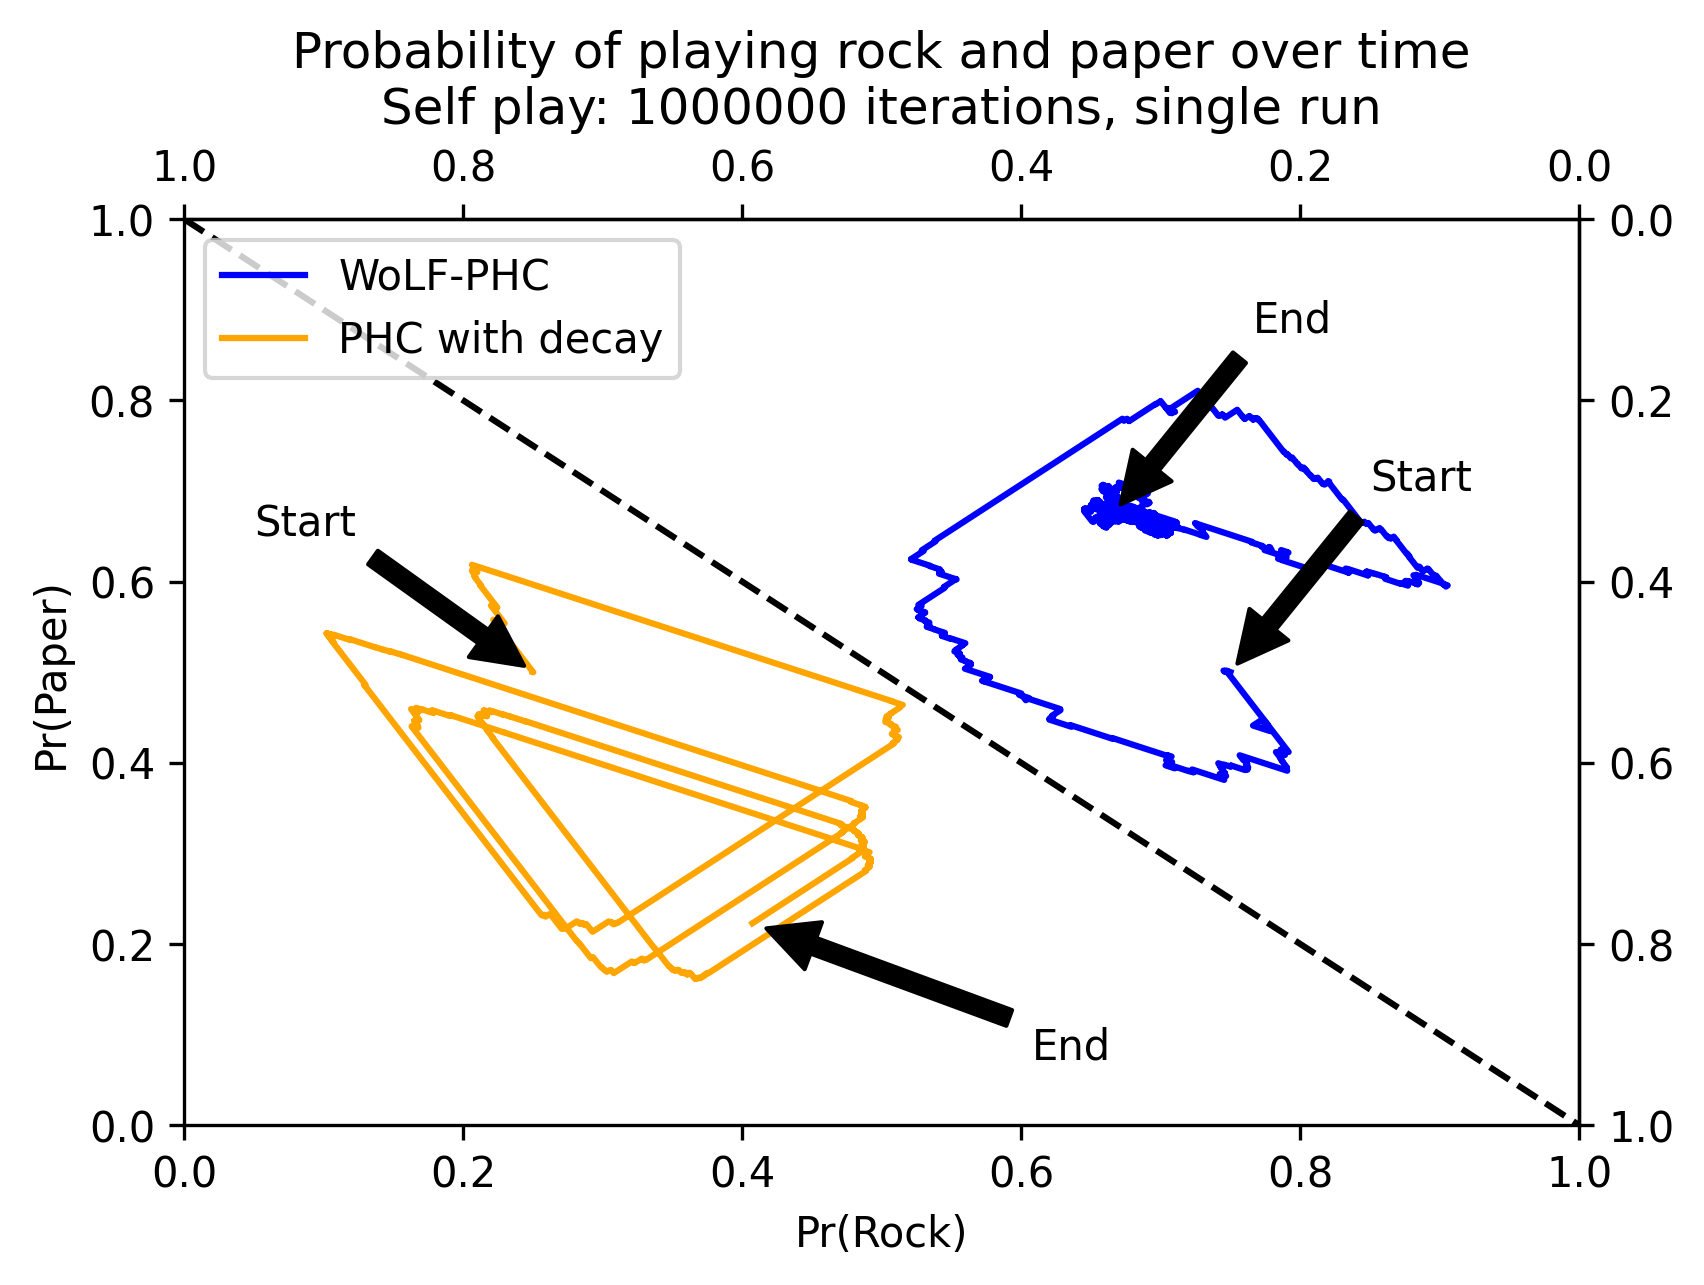 Probability of playing rock and paper over time
Self play: 1000000 iterations, single run
1.0 0.8 0.6 0.4 0.2 0.0
1.0 0.0
WoLF-PHC
PHC with decay
End
0.8 0.2
Start
Start
0.6 0.4
Pr(Paper)
0.4 0.6
0.2 0.8
End
0.0 1.0
0.0 0.2 0.4 0.6 0.8 1.0
Pr(Rock)